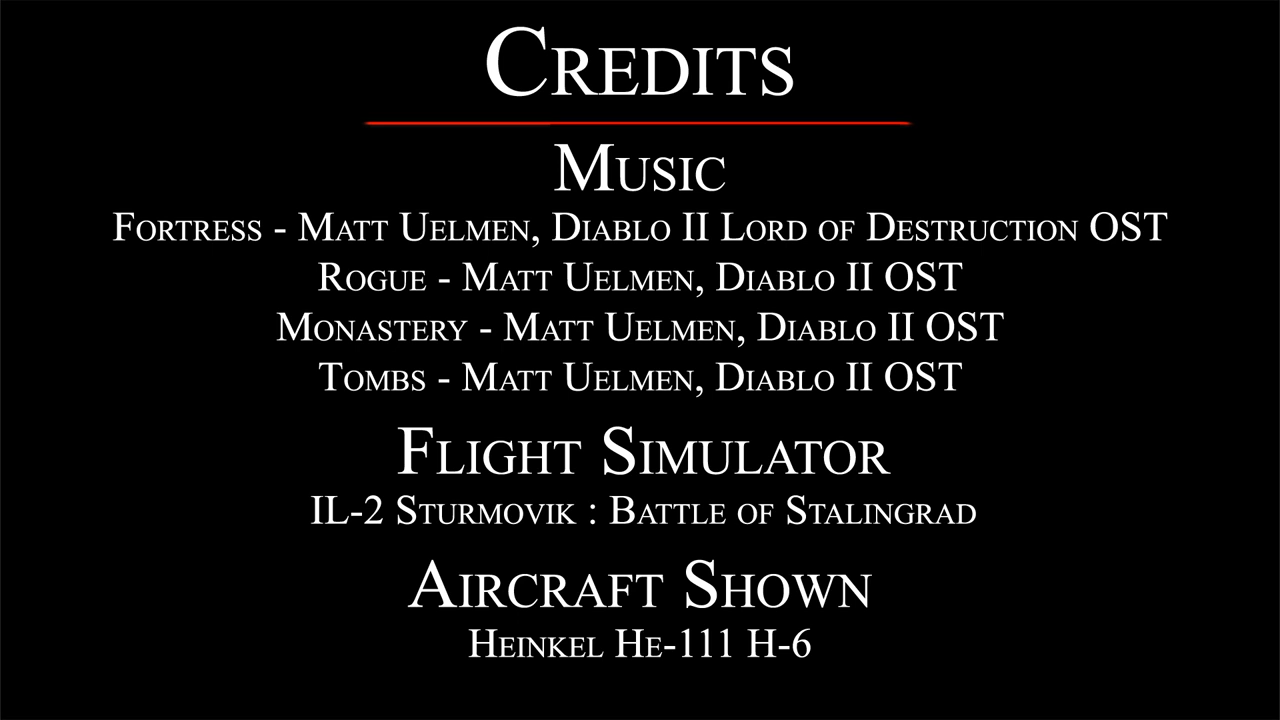 Credits
Music
Fortress - Matt Uelmen, Diablo II Lord of Destruction OST
Rogue - Matt Uelmen, Diablo II OST
Monastery - Matt Uelmen, Diablo II OST
Tombs - Matt Uelmen, Diablo II OST
Flight Simulator
IL-2 Sturmovik : Battle of Stalingrad
Aircraft Shown
Heinkel He-111 H-6